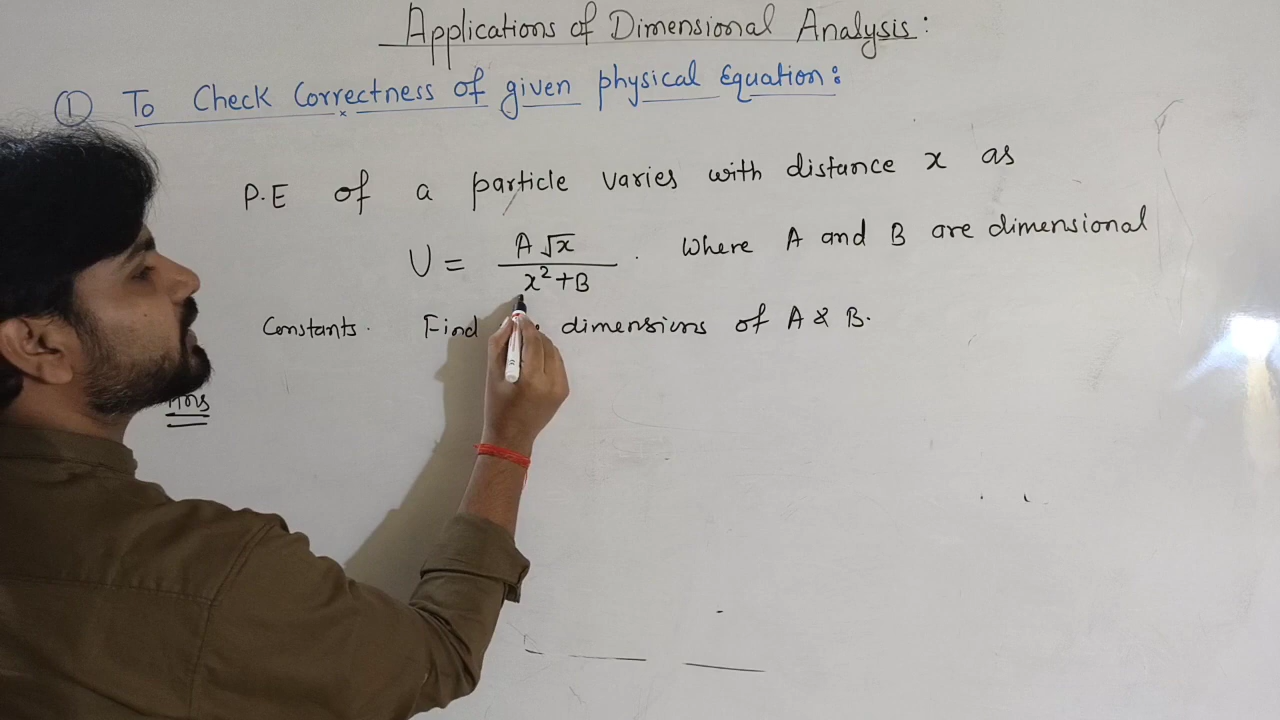 Applications of Dimensional Analysis:
① To Check Correctness of given physical Equation:
P.E of a particle varies with distance x as
U = A √x / x² + B . Where A and B are dimensional
Constants. Find dimensions of A & B.